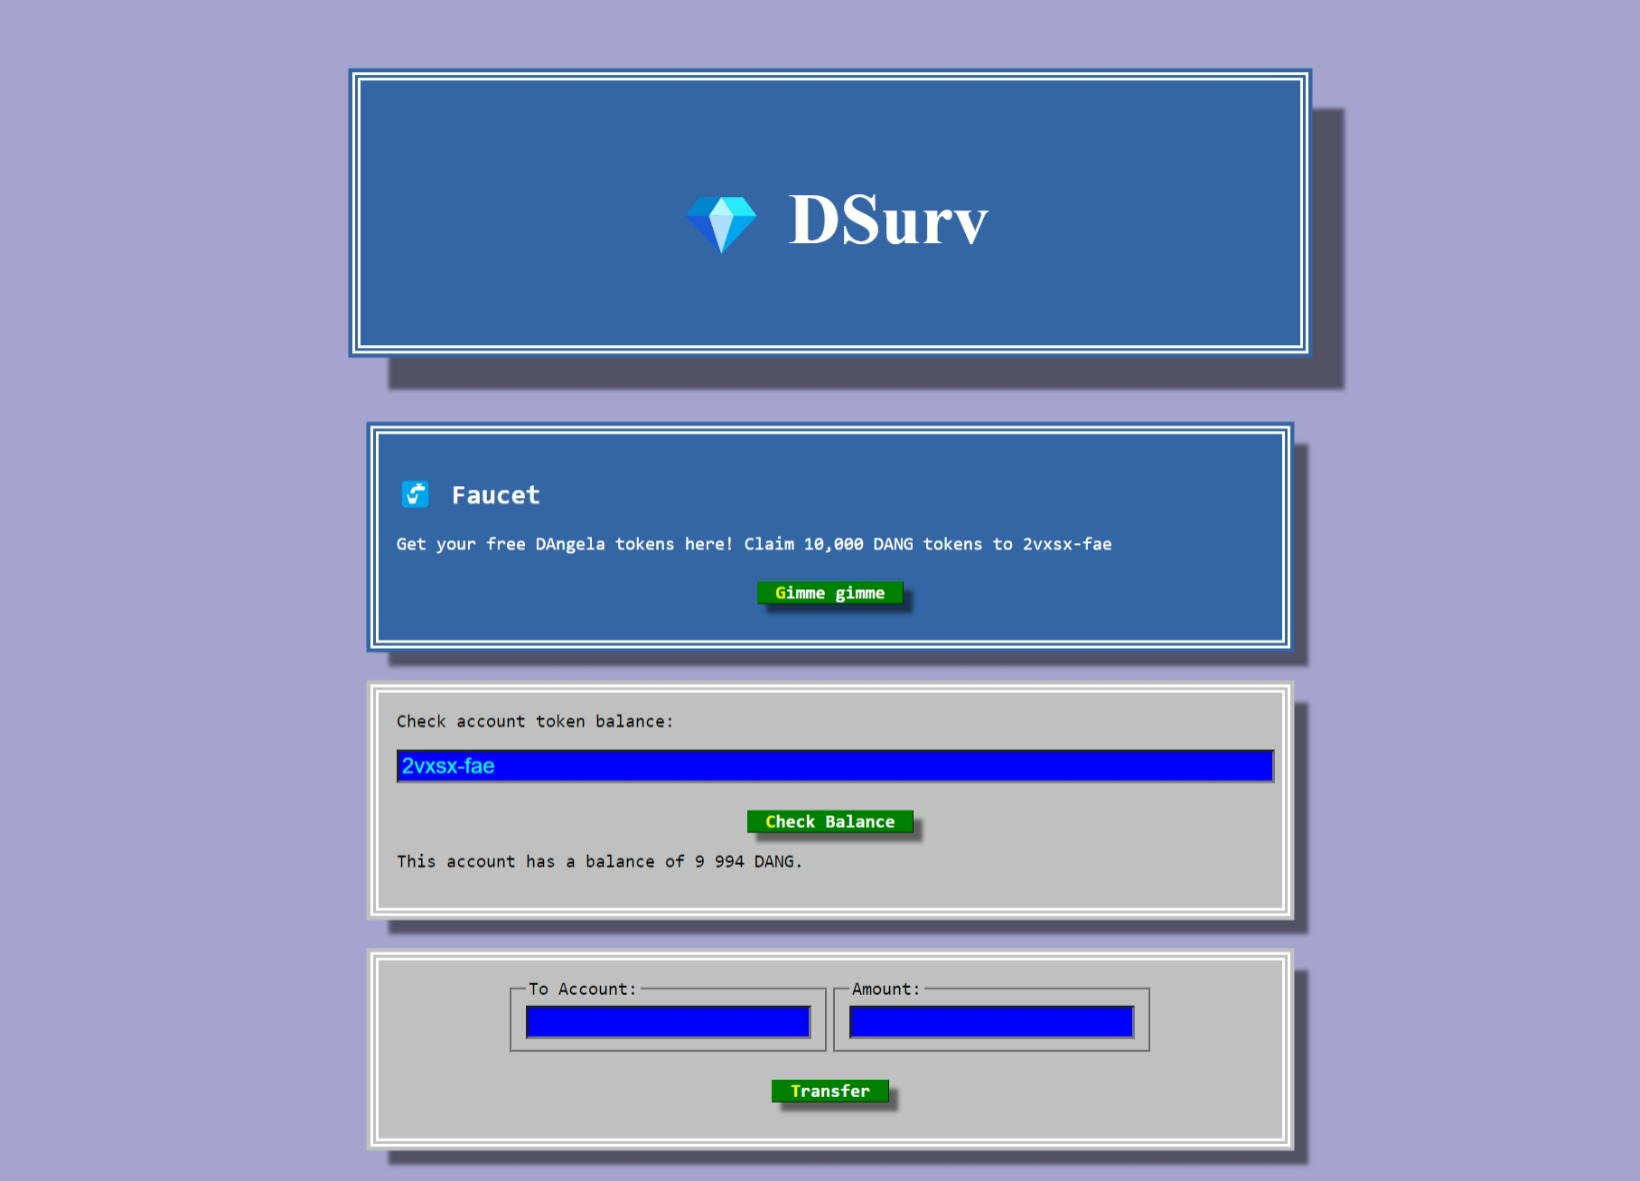 DSurv
Faucet
Get your free DAngela tokens here! Claim 10,000 DANG tokens to 2vxsx-fae
Gimme gimme
Check account token balance:
2vxsx-fae
Check Balance
This account has a balance of 9 994 DANG.
To Account:
Amount:
Transfer